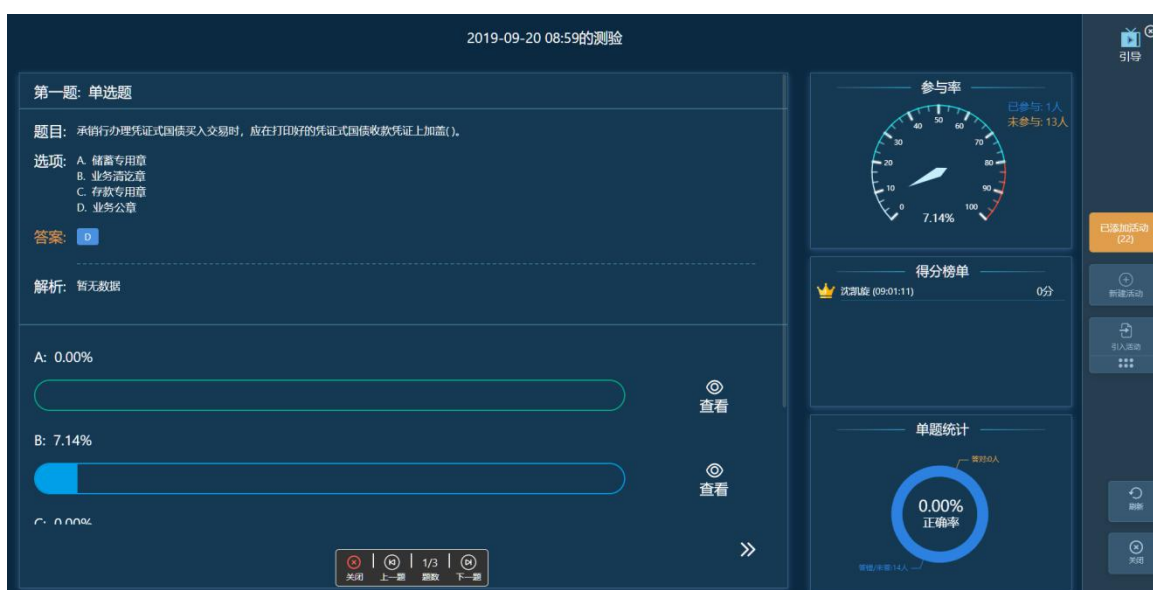 2019-09-20 08:59的测验
引导
第一题: 单选题
题目: 承销行办理凭证式国债买入交易时，应在打印好的凭证式国债收款凭证上加盖()。
选项: A. 储蓄专用章
B. 业务清讫章
C. 存款专用章
D. 业务公章
答案: D
解析: 暂无数据
A: 0.00%
查看
B: 7.14%
查看
C: 0.00%
关闭 上一题 1/3 题数 下一题
参与率
已参与: 1人
未参与: 13人
0 10 20 30 40 50 60 70 80 90 100
7.14%
得分榜单
沈凯旋 (09:01:11) 0分
单题统计
答对:0人
0.00%
正确率
答错/未答:14人
已添加活动
(22)
新建活动
引入活动
刷新
关闭